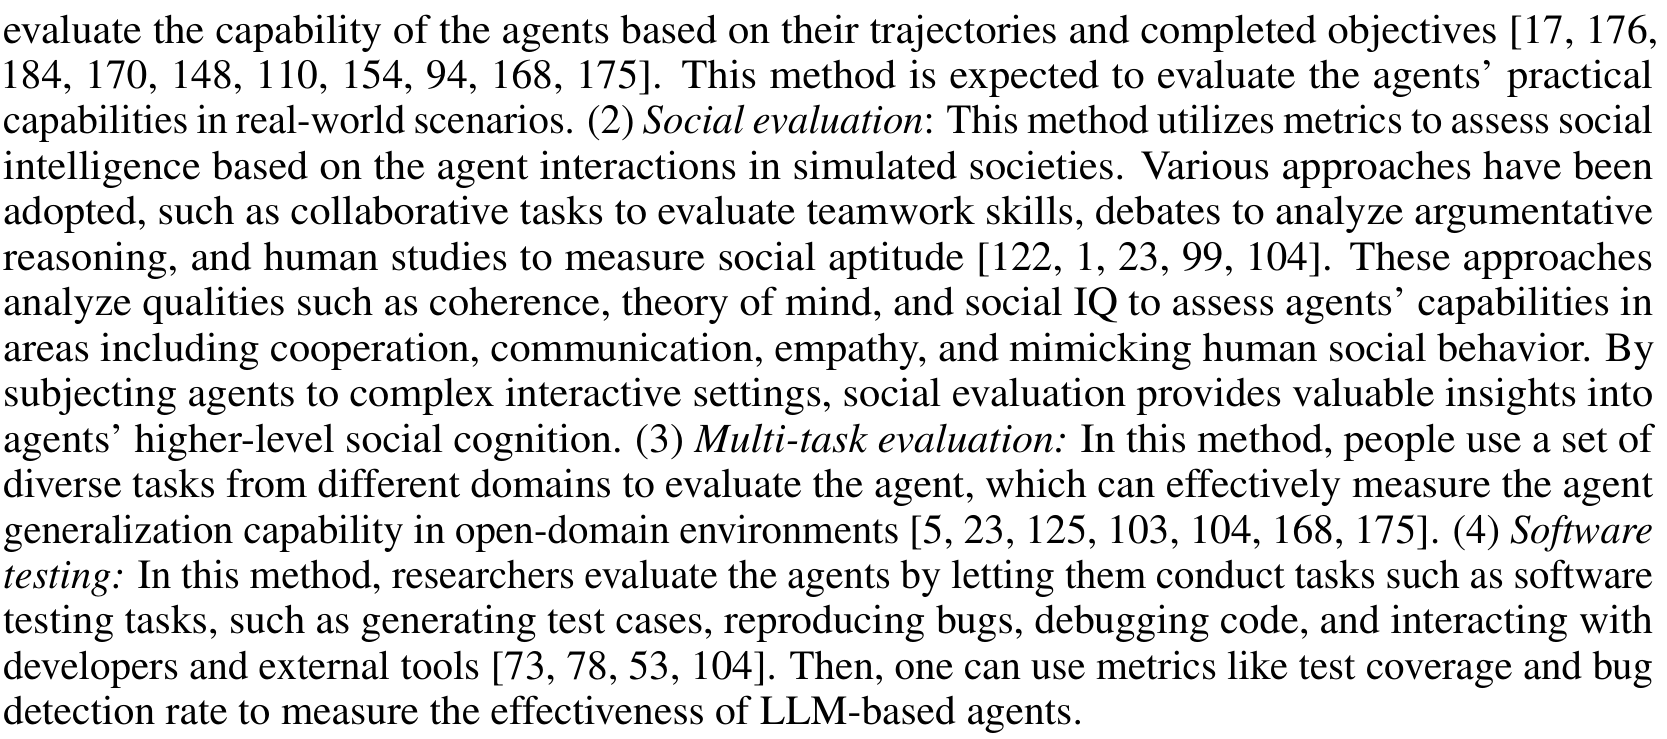 evaluate the capability of the agents based on their trajectories and completed objectives [17, 176,
184, 170, 148, 110, 154, 94, 168, 175]. This method is expected to evaluate the agents’ practical
capabilities in real-world scenarios. (2) Social evaluation: This method utilizes metrics to assess social
intelligence based on the agent interactions in simulated societies. Various approaches have been
adopted, such as collaborative tasks to evaluate teamwork skills, debates to analyze argumentative
reasoning, and human studies to measure social aptitude [122, 1, 23, 99, 104]. These approaches
analyze qualities such as coherence, theory of mind, and social IQ to assess agents’ capabilities in
areas including cooperation, communication, empathy, and mimicking human social behavior. By
subjecting agents to complex interactive settings, social evaluation provides valuable insights into
agents’ higher-level social cognition. (3) Multi-task evaluation: In this method, people use a set of
diverse tasks from different domains to evaluate the agent, which can effectively measure the agent
generalization capability in open-domain environments [5, 23, 125, 103, 104, 168, 175]. (4) Software
testing: In this method, researchers evaluate the agents by letting them conduct tasks such as software
testing tasks, such as generating test cases, reproducing bugs, debugging code, and interacting with
developers and external tools [73, 78, 53, 104]. Then, one can use metrics like test coverage and bug
detection rate to measure the effectiveness of LLM-based agents.